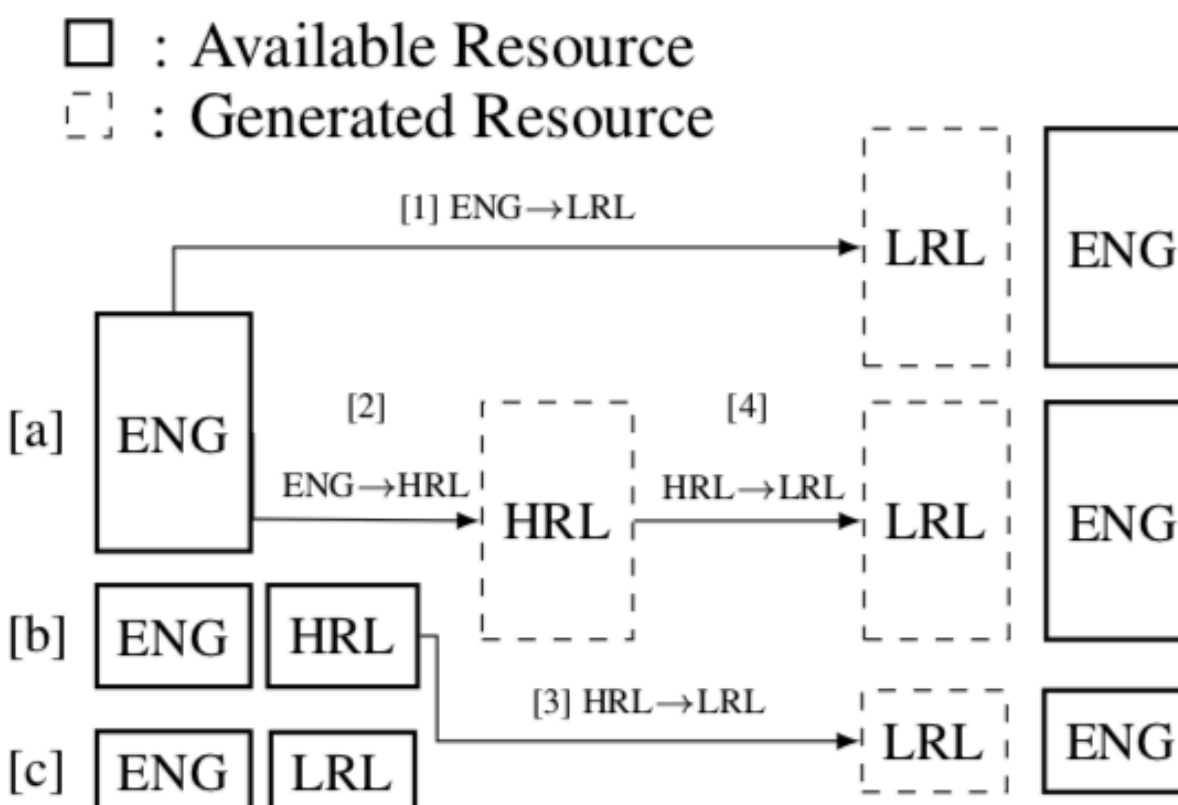 : Available Resource
: Generated Resource
[1] ENG→LRL
LRL ENG
[a] ENG
[2]
ENG→HRL
HRL
[4]
HRL→LRL
LRL ENG
[b] ENG HRL
[3] HRL→LRL
LRL ENG
[c] ENG LRL